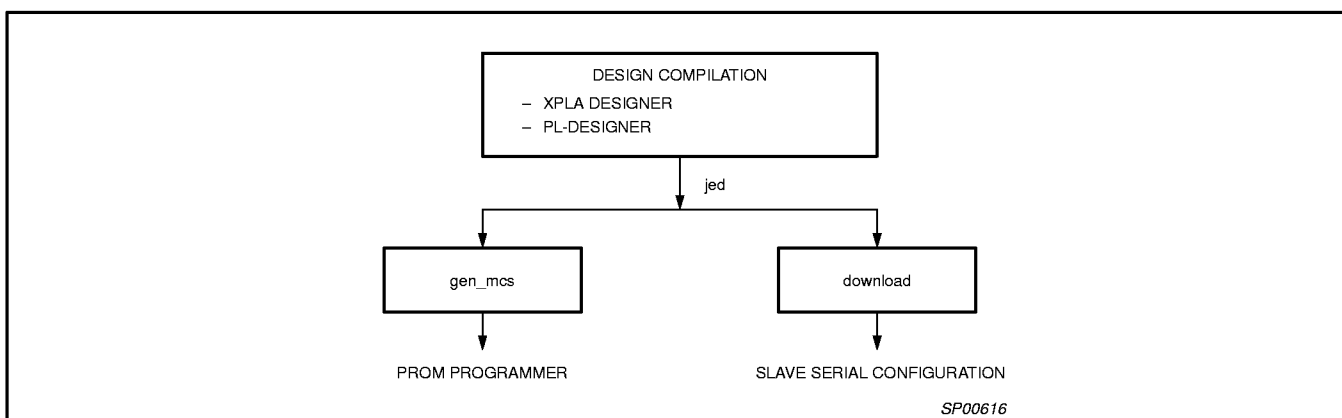 DESIGN COMPILATION
– XPLA DESIGNER
– PL-DESIGNER
jed
gen_mcs
download
PROM PROGRAMMER
SLAVE SERIAL CONFIGURATION
SP00616